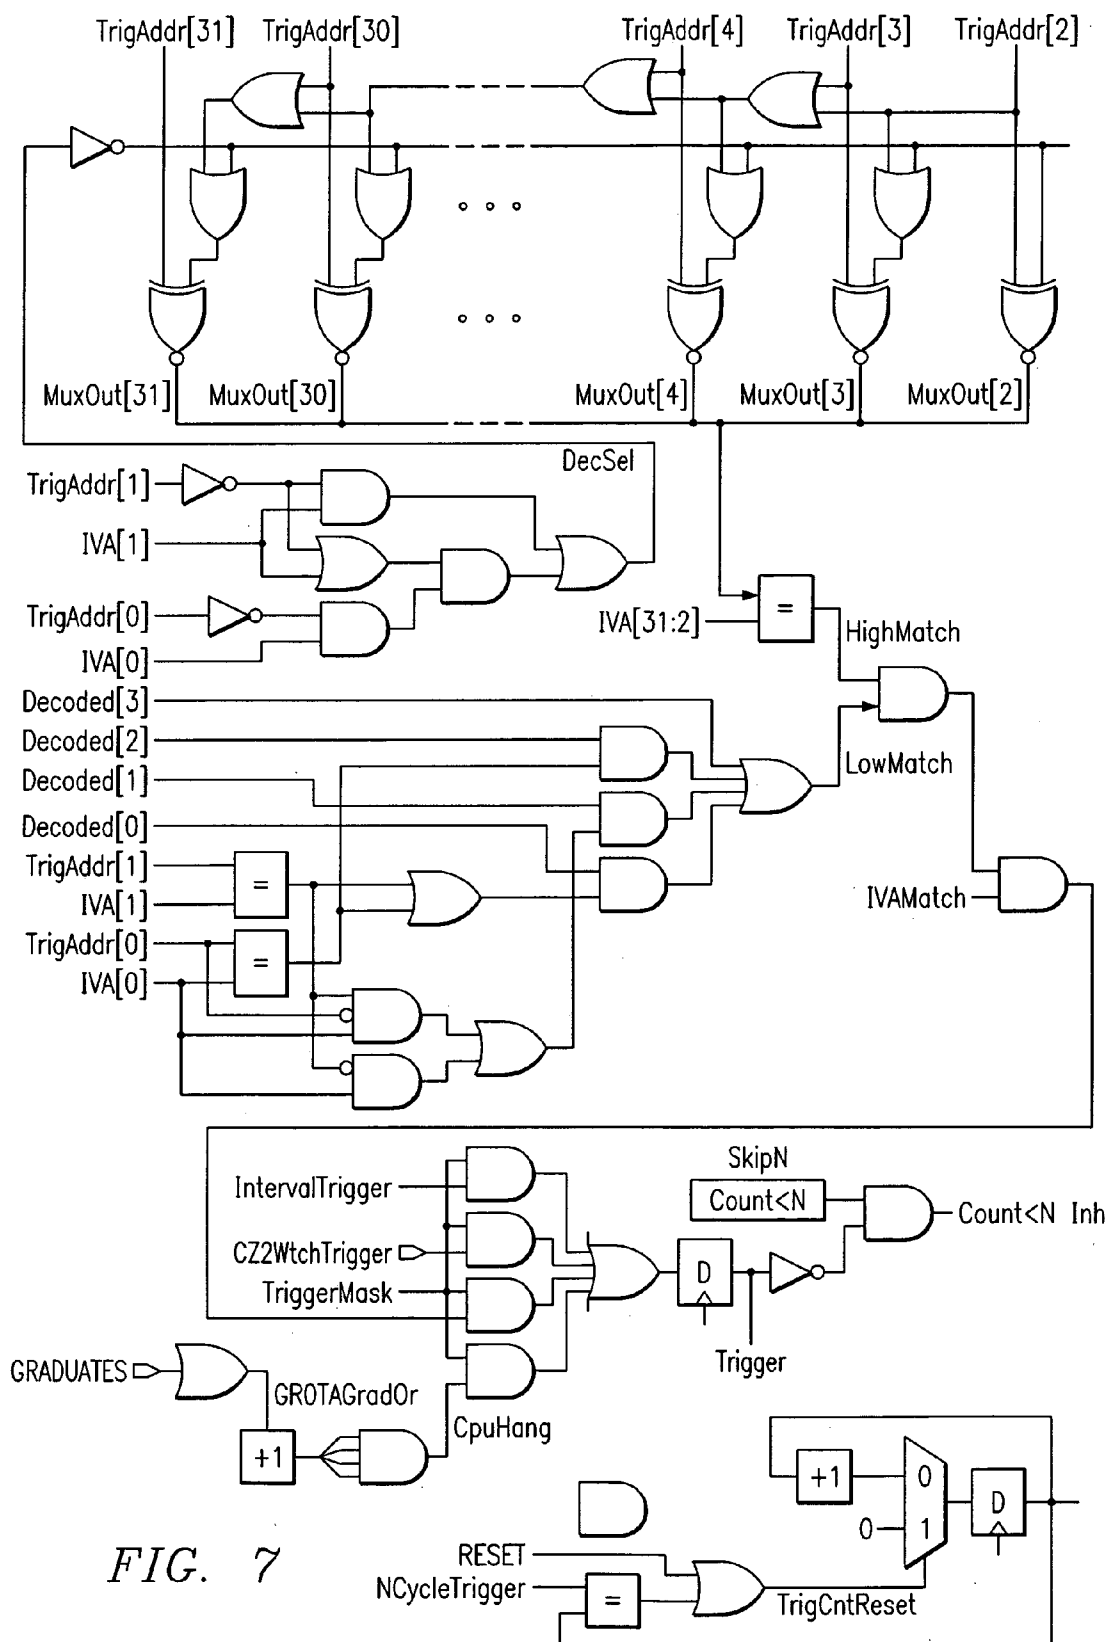 TrigAddr[31] TrigAddr[30] TrigAddr[4] TrigAddr[3] TrigAddr[2]
MuxOut[31] MuxOut[30] MuxOut[4] MuxOut[3] MuxOut[2]
DecSel
TrigAddr[1]
IVA[1]
TrigAddr[0]
IVA[0]
IVA[31:2]
=
HighMatch
Decoded[3]
Decoded[2]
Decoded[1]
Decoded[0]
LowMatch
TrigAddr[1]
=
IVA[1]
IVAMatch
TrigAddr[0]
=
IVA[0]
SkipN
IntervalTrigger
Count<N
Count<N Inh
CZ2WtchTrigger
D
TriggerMask
Trigger
GRADUATES
GROTAGradOr
CpuHang
+1
+1
0
D
0
1
RESET
NCycleTrigger
=
TrigCntReset
FIG. 7